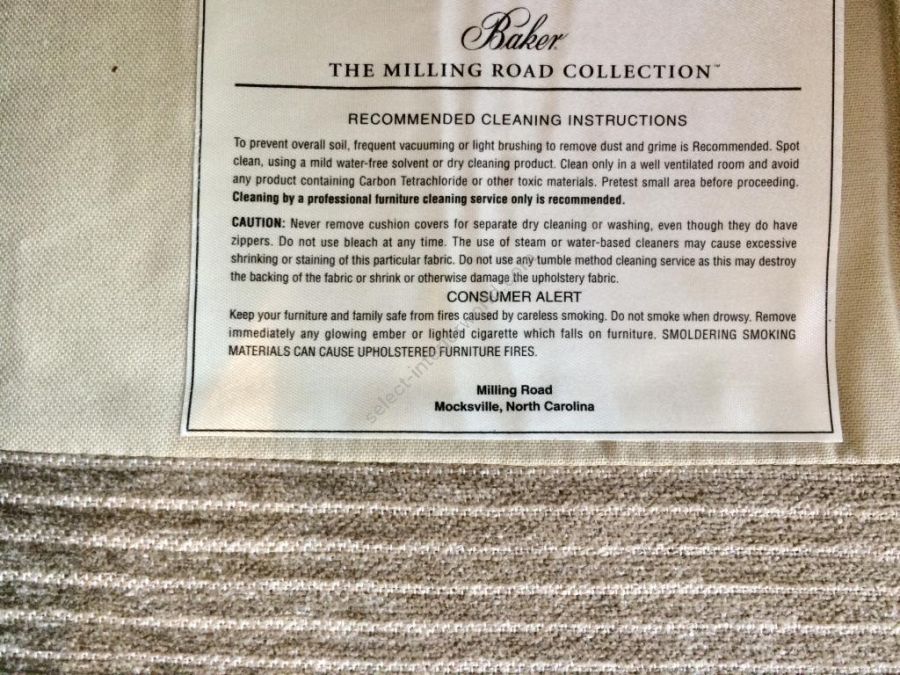 Baker
THE MILLING ROAD COLLECTION™
RECOMMENDED CLEANING INSTRUCTIONS
To prevent overall soil, frequent vacuuming or light brushing to remove dust and grime is Recommended. Spot
clean, using a mild water-free solvent or dry cleaning product. Clean only in a well ventilated room and avoid
any product containing Carbon Tetrachloride or other toxic materials. Pretest small area before proceeding.
Cleaning by a professional furniture cleaning service only is recommended.
CAUTION: Never remove cushion covers for separate dry cleaning or washing, even though they do have
zippers. Do not use bleach at any time. The use of steam or water-based cleaners may cause excessive
shrinking or staining of this particular fabric. Do not use any tumble method cleaning service as this may destroy
the backing of the fabric or shrink or otherwise damage the upholstery fabric.
CONSUMER ALERT
Keep your furniture and family safe from fires caused by careless smoking. Do not smoke when drowsy. Remove
immediately any glowing ember or lighted cigarette which falls on furniture. SMOLDERING SMOKING
MATERIALS CAN CAUSE UPHOLSTERED FURNITURE FIRES.
Milling Road
Mocksville, North Carolina